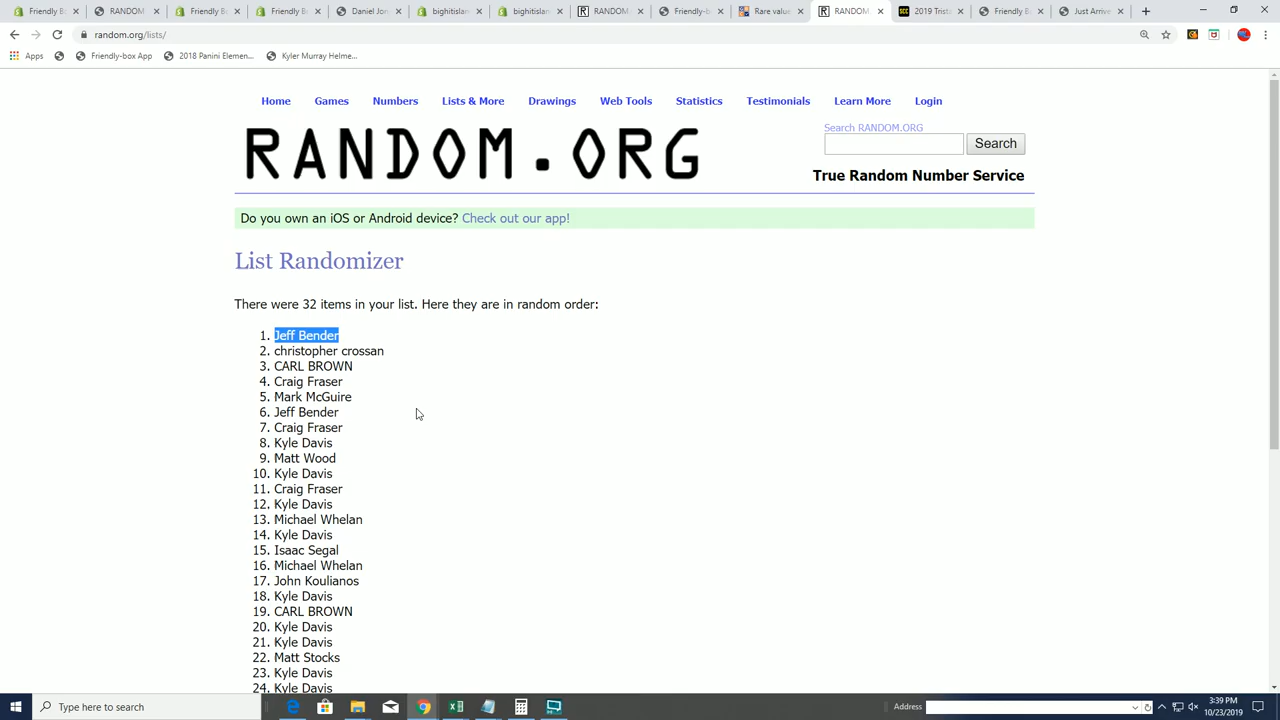 Friendly B
RANDOM
Friendly B
List Rando
Daniel Jon
bighitslan
bighitslan
RANDOM
Friendly-b
Rare value
RANDOM
2019 Trista
Friendly B
Just Arrive
random.org/lists/
Apps
Friendly-box App
2018 Panini Elemen...
Kyler Murray Helme...
Home Games Numbers Lists & More Drawings Web Tools Statistics Testimonials Learn More Login
RANDOM.ORG
Search RANDOM.ORG
Search
True Random Number Service
Do you own an iOS or Android device? Check out our app!
List Randomizer
There were 32 items in your list. Here they are in random order:
1. Jeff Bender
2. christopher crossan
3. CARL BROWN
4. Craig Fraser
5. Mark McGuire
6. Jeff Bender
7. Craig Fraser
8. Kyle Davis
9. Matt Wood
10. Kyle Davis
11. Craig Fraser
12. Kyle Davis
13. Michael Whelan
14. Kyle Davis
15. Isaac Segal
16. Michael Whelan
17. John Koulianos
18. Kyle Davis
19. CARL BROWN
20. Kyle Davis
21. Kyle Davis
22. Matt Stocks
23. Kyle Davis
24. Kyle Davis
Type here to search
Address
3:39 PM
10/23/2019